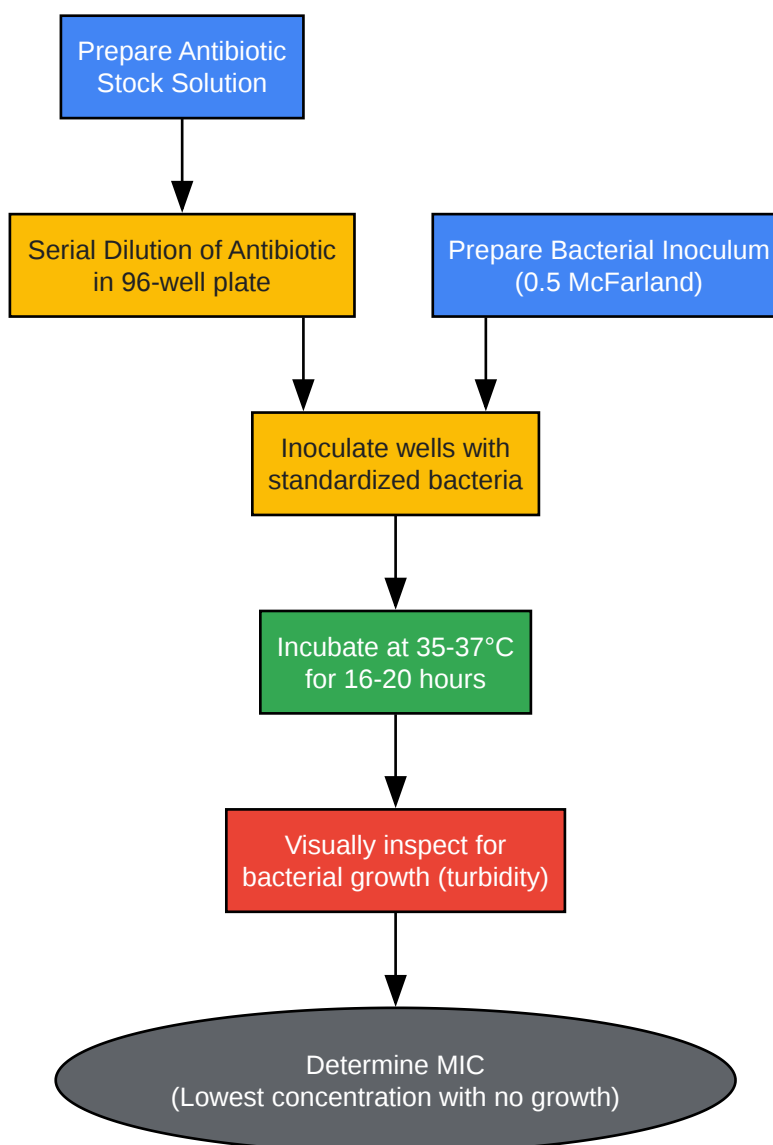 Prepare Antibiotic
Stock Solution
Serial Dilution of Antibiotic
in 96-well plate
Prepare Bacterial Inoculum
(0.5 McFarland)
Inoculate wells with
standardized bacteria
Incubate at 35-37°C
for 16-20 hours
Visually inspect for
bacterial growth (turbidity)
Determine MIC
(Lowest concentration with no growth)